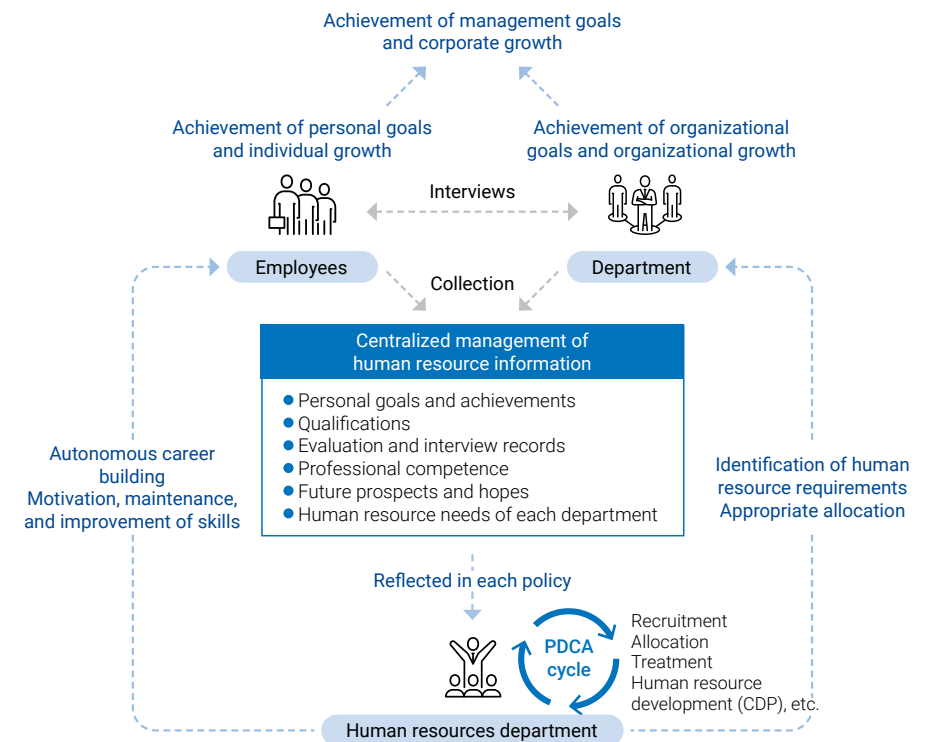 Achievement of management goals
and corporate growth
Achievement of personal goals
and individual growth
Achievement of organizational
goals and organizational growth
Interviews
Employees
Department
Collection
Centralized management of
human resource information
● Personal goals and achievements
● Qualifications
● Evaluation and interview records
● Professional competence
● Future prospects and hopes
● Human resource needs of each department
Autonomous career
building
Motivation, maintenance,
and improvement of skills
Identification of human
resource requirements
Appropriate allocation
Reflected in each policy
PDCA
cycle
Recruitment
Allocation
Treatment
Human resource
development (CDP), etc.
Human resources department